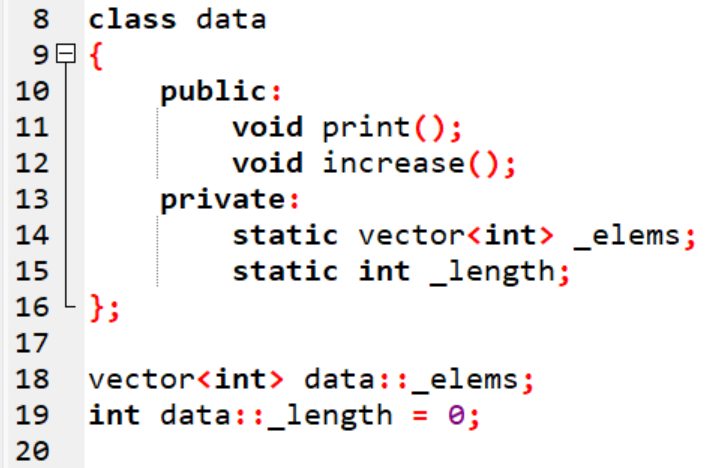 8 class data
9 {
10 public:
11 void print();
12 void increase();
13 private:
14 static vector<int> _elems;
15 static int _length;
16 };
17
18 vector<int> data::_elems;
19 int data::_length = 0;
20